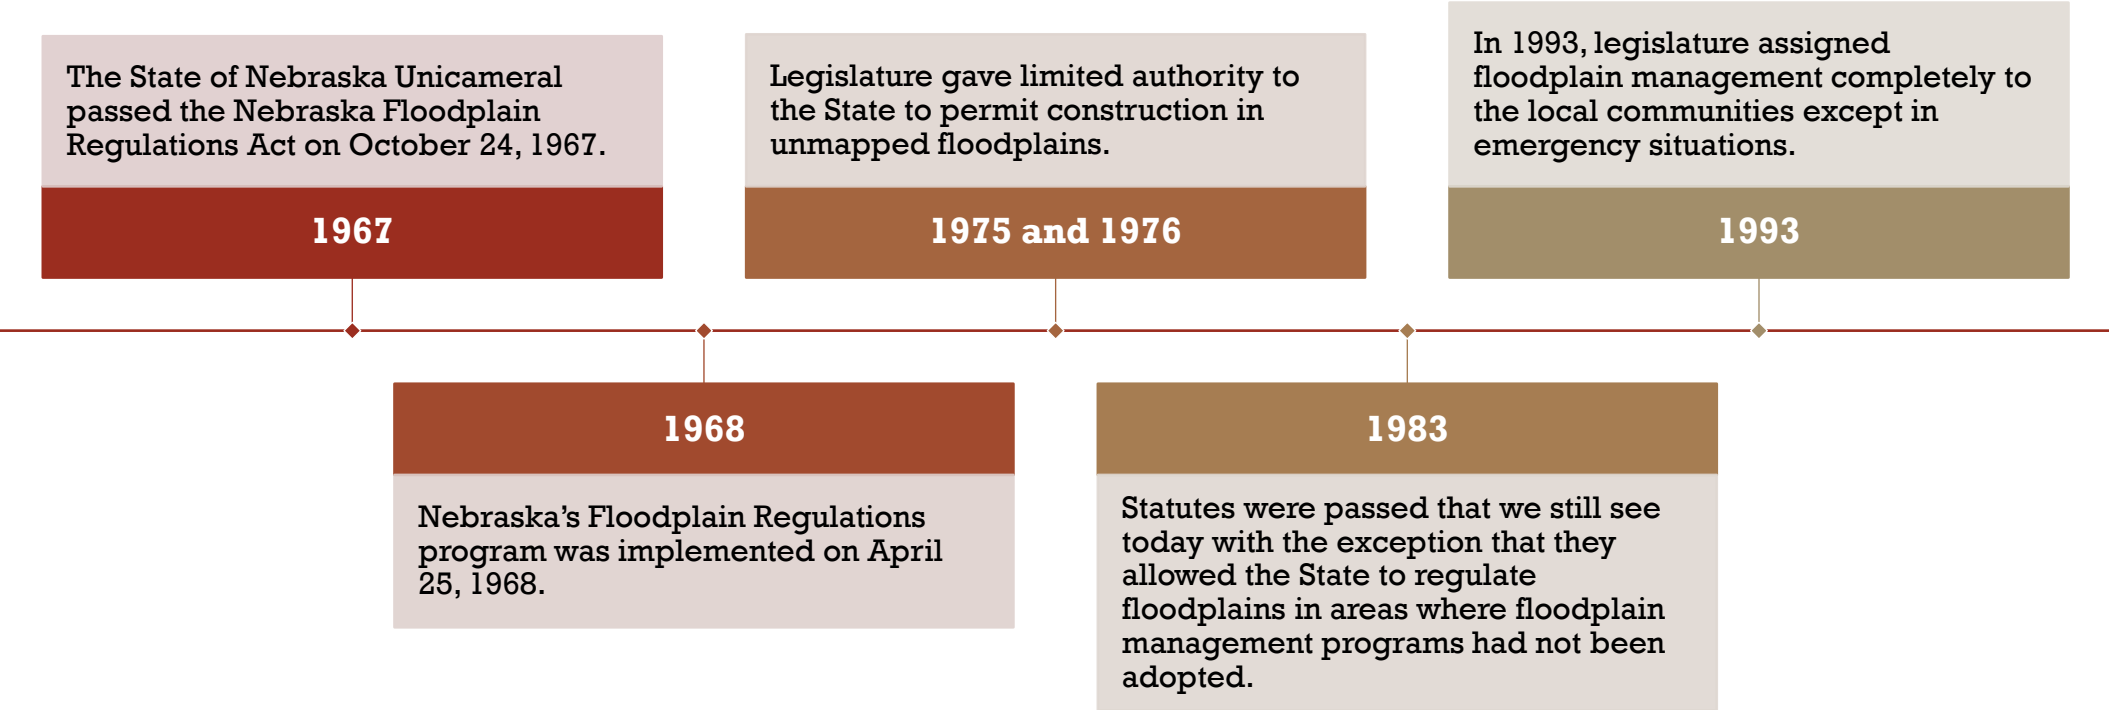 The State of Nebraska Unicameral
passed the Nebraska Floodplain
Regulations Act on October 24, 1967.
1967
1968
Nebraska’s Floodplain Regulations
program was implemented on April
25, 1968.
Legislature gave limited authority to
the State to permit construction in
unmapped floodplains.
1975 and 1976
1983
Statutes were passed that we still see
today with the exception that they
allowed the State to regulate
floodplains in areas where floodplain
management programs had not been
adopted.
In 1993, legislature assigned
floodplain management completely to
the local communities except in
emergency situations.
1993